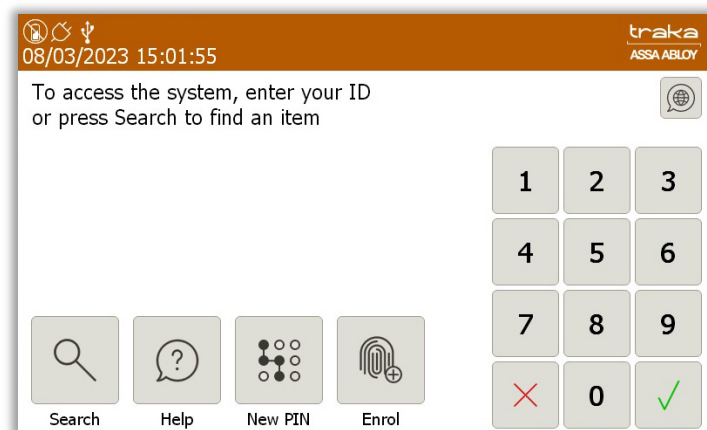 08/03/2023 15:01:55
traka
ASSA ABLOY
To access the system, enter your ID
or press Search to find an item
1 2 3
4 5 6
7 8 9
0
?
Search Help New PIN Enrol